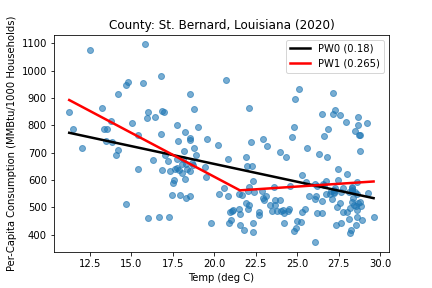 County: St. Bernard, Louisiana (2020)
PW0 (0.18)
PW1 (0.265)
Per-Capita Consumption (MMBtu/1000 Households)
1100
1000
900
800
700
600
500
400
12.5 15.0 17.5 20.0 22.5 25.0 27.5 30.0
Temp (deg C)